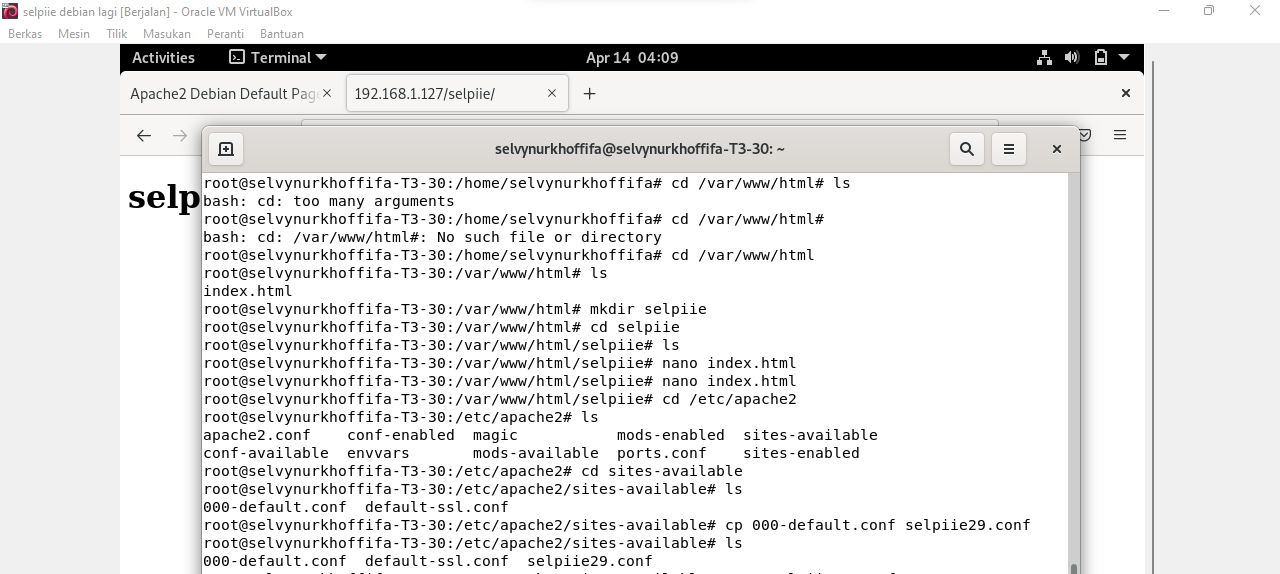 selpiie debian lagi [Berjalan] - Oracle VM VirtualBox
Berkas Mesin Tilik Masukan Peranti Bantuan
Activities Terminal Apr 14 04:09
Apache2 Debian Default Page 192.168.1.127/selpiie/
selvynurkhoffifa@selvynurkhoffifa-T3-30: ~
selp
root@selvynurkhoffifa-T3-30:/home/selvynurkhoffifa# cd /var/www/html# ls
bash: cd: too many arguments
root@selvynurkhoffifa-T3-30:/home/selvynurkhoffifa# cd /var/www/html#
bash: cd: /var/www/html#: No such file or directory
root@selvynurkhoffifa-T3-30:/home/selvynurkhoffifa# cd /var/www/html
root@selvynurkhoffifa-T3-30:/var/www/html# ls
index.html
root@selvynurkhoffifa-T3-30:/var/www/html# mkdir selpiie
root@selvynurkhoffifa-T3-30:/var/www/html# cd selpiie
root@selvynurkhoffifa-T3-30:/var/www/html/selpiie# ls
root@selvynurkhoffifa-T3-30:/var/www/html/selpiie# nano index.html
root@selvynurkhoffifa-T3-30:/var/www/html/selpiie# nano index.html
root@selvynurkhoffifa-T3-30:/var/www/html/selpiie# cd /etc/apache2
root@selvynurkhoffifa-T3-30:/etc/apache2# ls
apache2.conf conf-enabled magic mods-enabled sites-available
conf-available envvars mods-available ports.conf sites-enabled
root@selvynurkhoffifa-T3-30:/etc/apache2# cd sites-available
root@selvynurkhoffifa-T3-30:/etc/apache2/sites-available# ls
000-default.conf default-ssl.conf
root@selvynurkhoffifa-T3-30:/etc/apache2/sites-available# cp 000-default.conf selpiie29.conf
root@selvynurkhoffifa-T3-30:/etc/apache2/sites-available# ls
000-default.conf default-ssl.conf selpiie29.conf